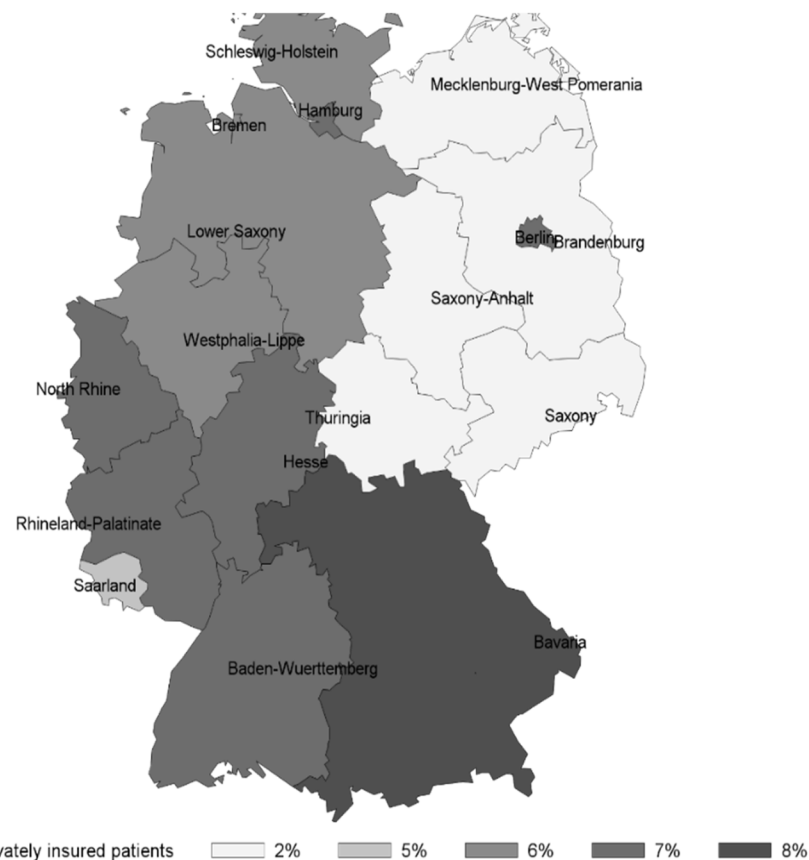 Schleswig-Holstein
Mecklenburg-West Pomerania
Hamburg
Bremen
Lower Saxony
Berlin
Brandenburg
Saxony-Anhalt
Westphalia-Lippe
North Rhine
Thuringia
Saxony
Hesse
Rhineland-Palatinate
Saarland
Bavaria
Baden-Wuerttemberg
vately insured patients 2% 5% 6% 7% 8%